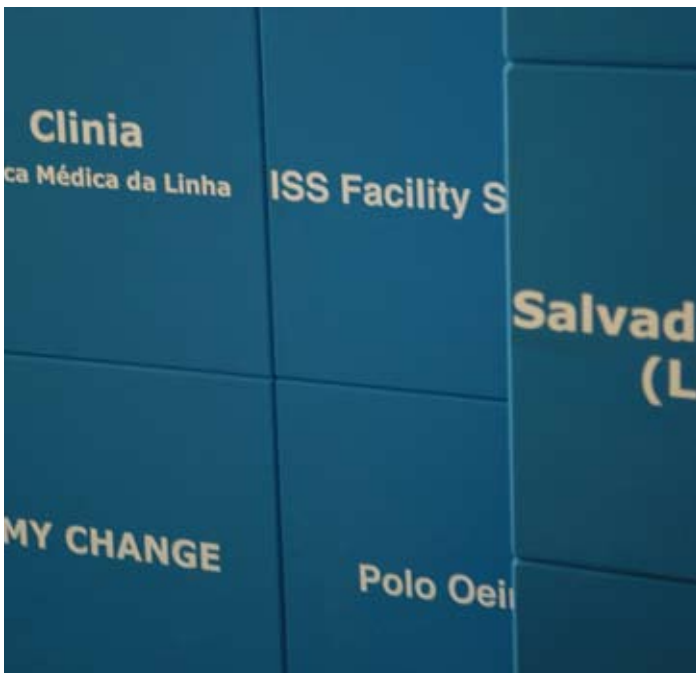 Clinia
ca Médica da Linha
ISS Facility S
Salvad
(L
MY CHANGE
Polo Oei